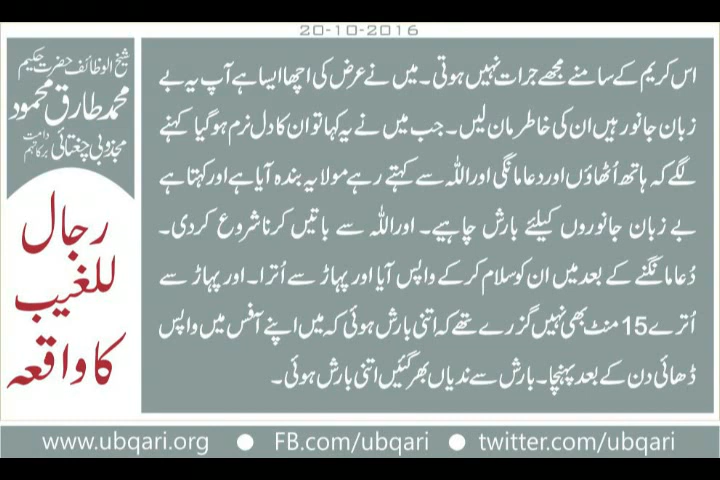 20-10-2016
شیخ الوظائف حضرت حکیم
محمد طارق محمود
مجذوبی چغتائی دامت برکاتہم
رجال
للغیب
کا واقعہ
اس کریم کے سامنے مجھے جرات نہیں ہوتی۔ میں نے عرض کی اچھا ایسا ہے آپ یہ بے
زبان جانور ہیں ان کی خاطر مان لیں۔ جب میں نے یہ کہا تو ان کا دل نرم ہو گیا کہنے
لگے کہ ہاتھ اُٹھاؤں اور دعا مانگی اور اللہ سے کہتے رہے مولا یہ بندہ آیا ہے اور کہتا ہے
بے زبان جانوروں کیلئے بارش چاہیے۔ اور اللہ سے باتیں کرنا شروع کردی۔
دُعا مانگنے کے بعد میں ان کو سلام کر کے واپس آیا اور پہاڑ سے اُترا۔ اور پہاڑ سے
اُترے 15 منٹ بھی نہیں گزرے تھے کہ اتنی بارش ہوئی کہ میں اپنے آفس میں واپس
ڈھائی دن کے بعد پہنچا۔ بارش سے ندیاں بھر گئیں اتنی بارش ہوئی۔
www.ubqari.org ● FB.com/ubqari ● twitter.com/ubqari